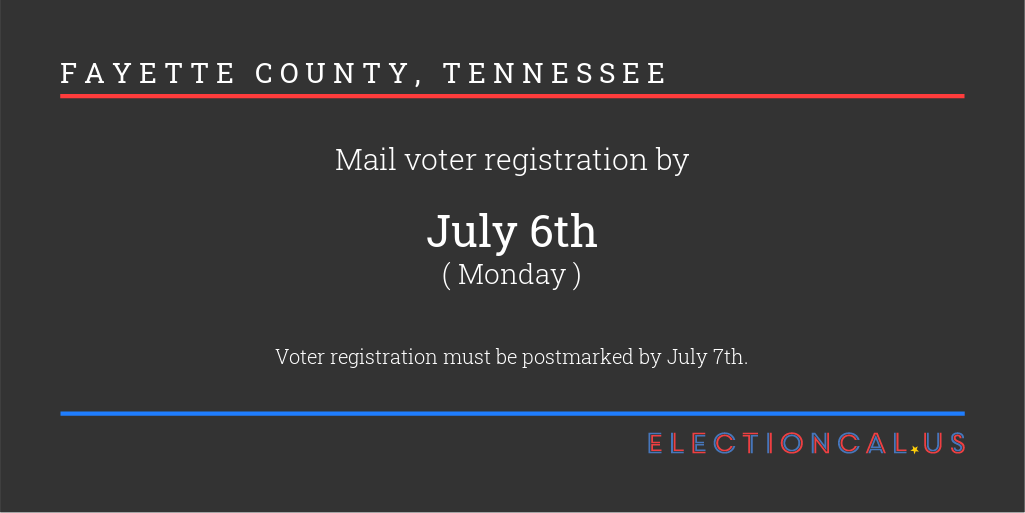 FAYETTE COUNTY, TENNESSEE
Mail voter registration by
July 6th
( Monday )
Voter registration must be postmarked by July 7th.
ELECTIONCAL.US